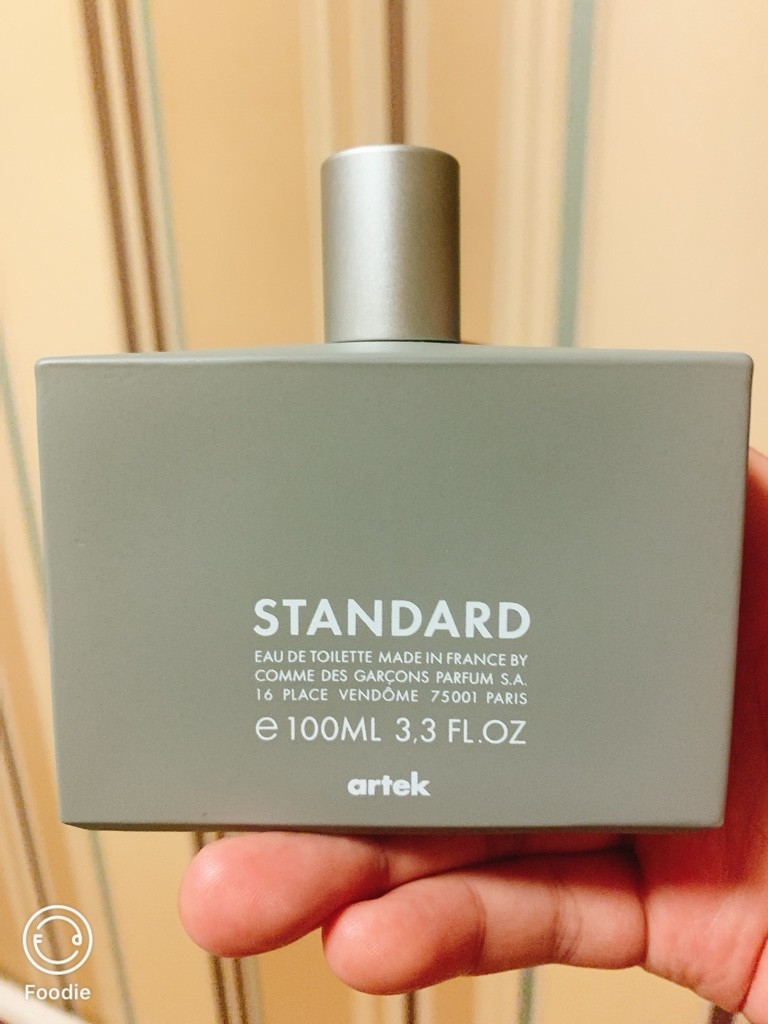 STANDARD
EAU DE TOILETTE MADE IN FRANCE BY
COMME DES GARÇONS PARFUM S.A.
16 PLACE VENDÔME 75001 PARIS
℮ 100ML 3,3 FL.OZ
artek
Foodie